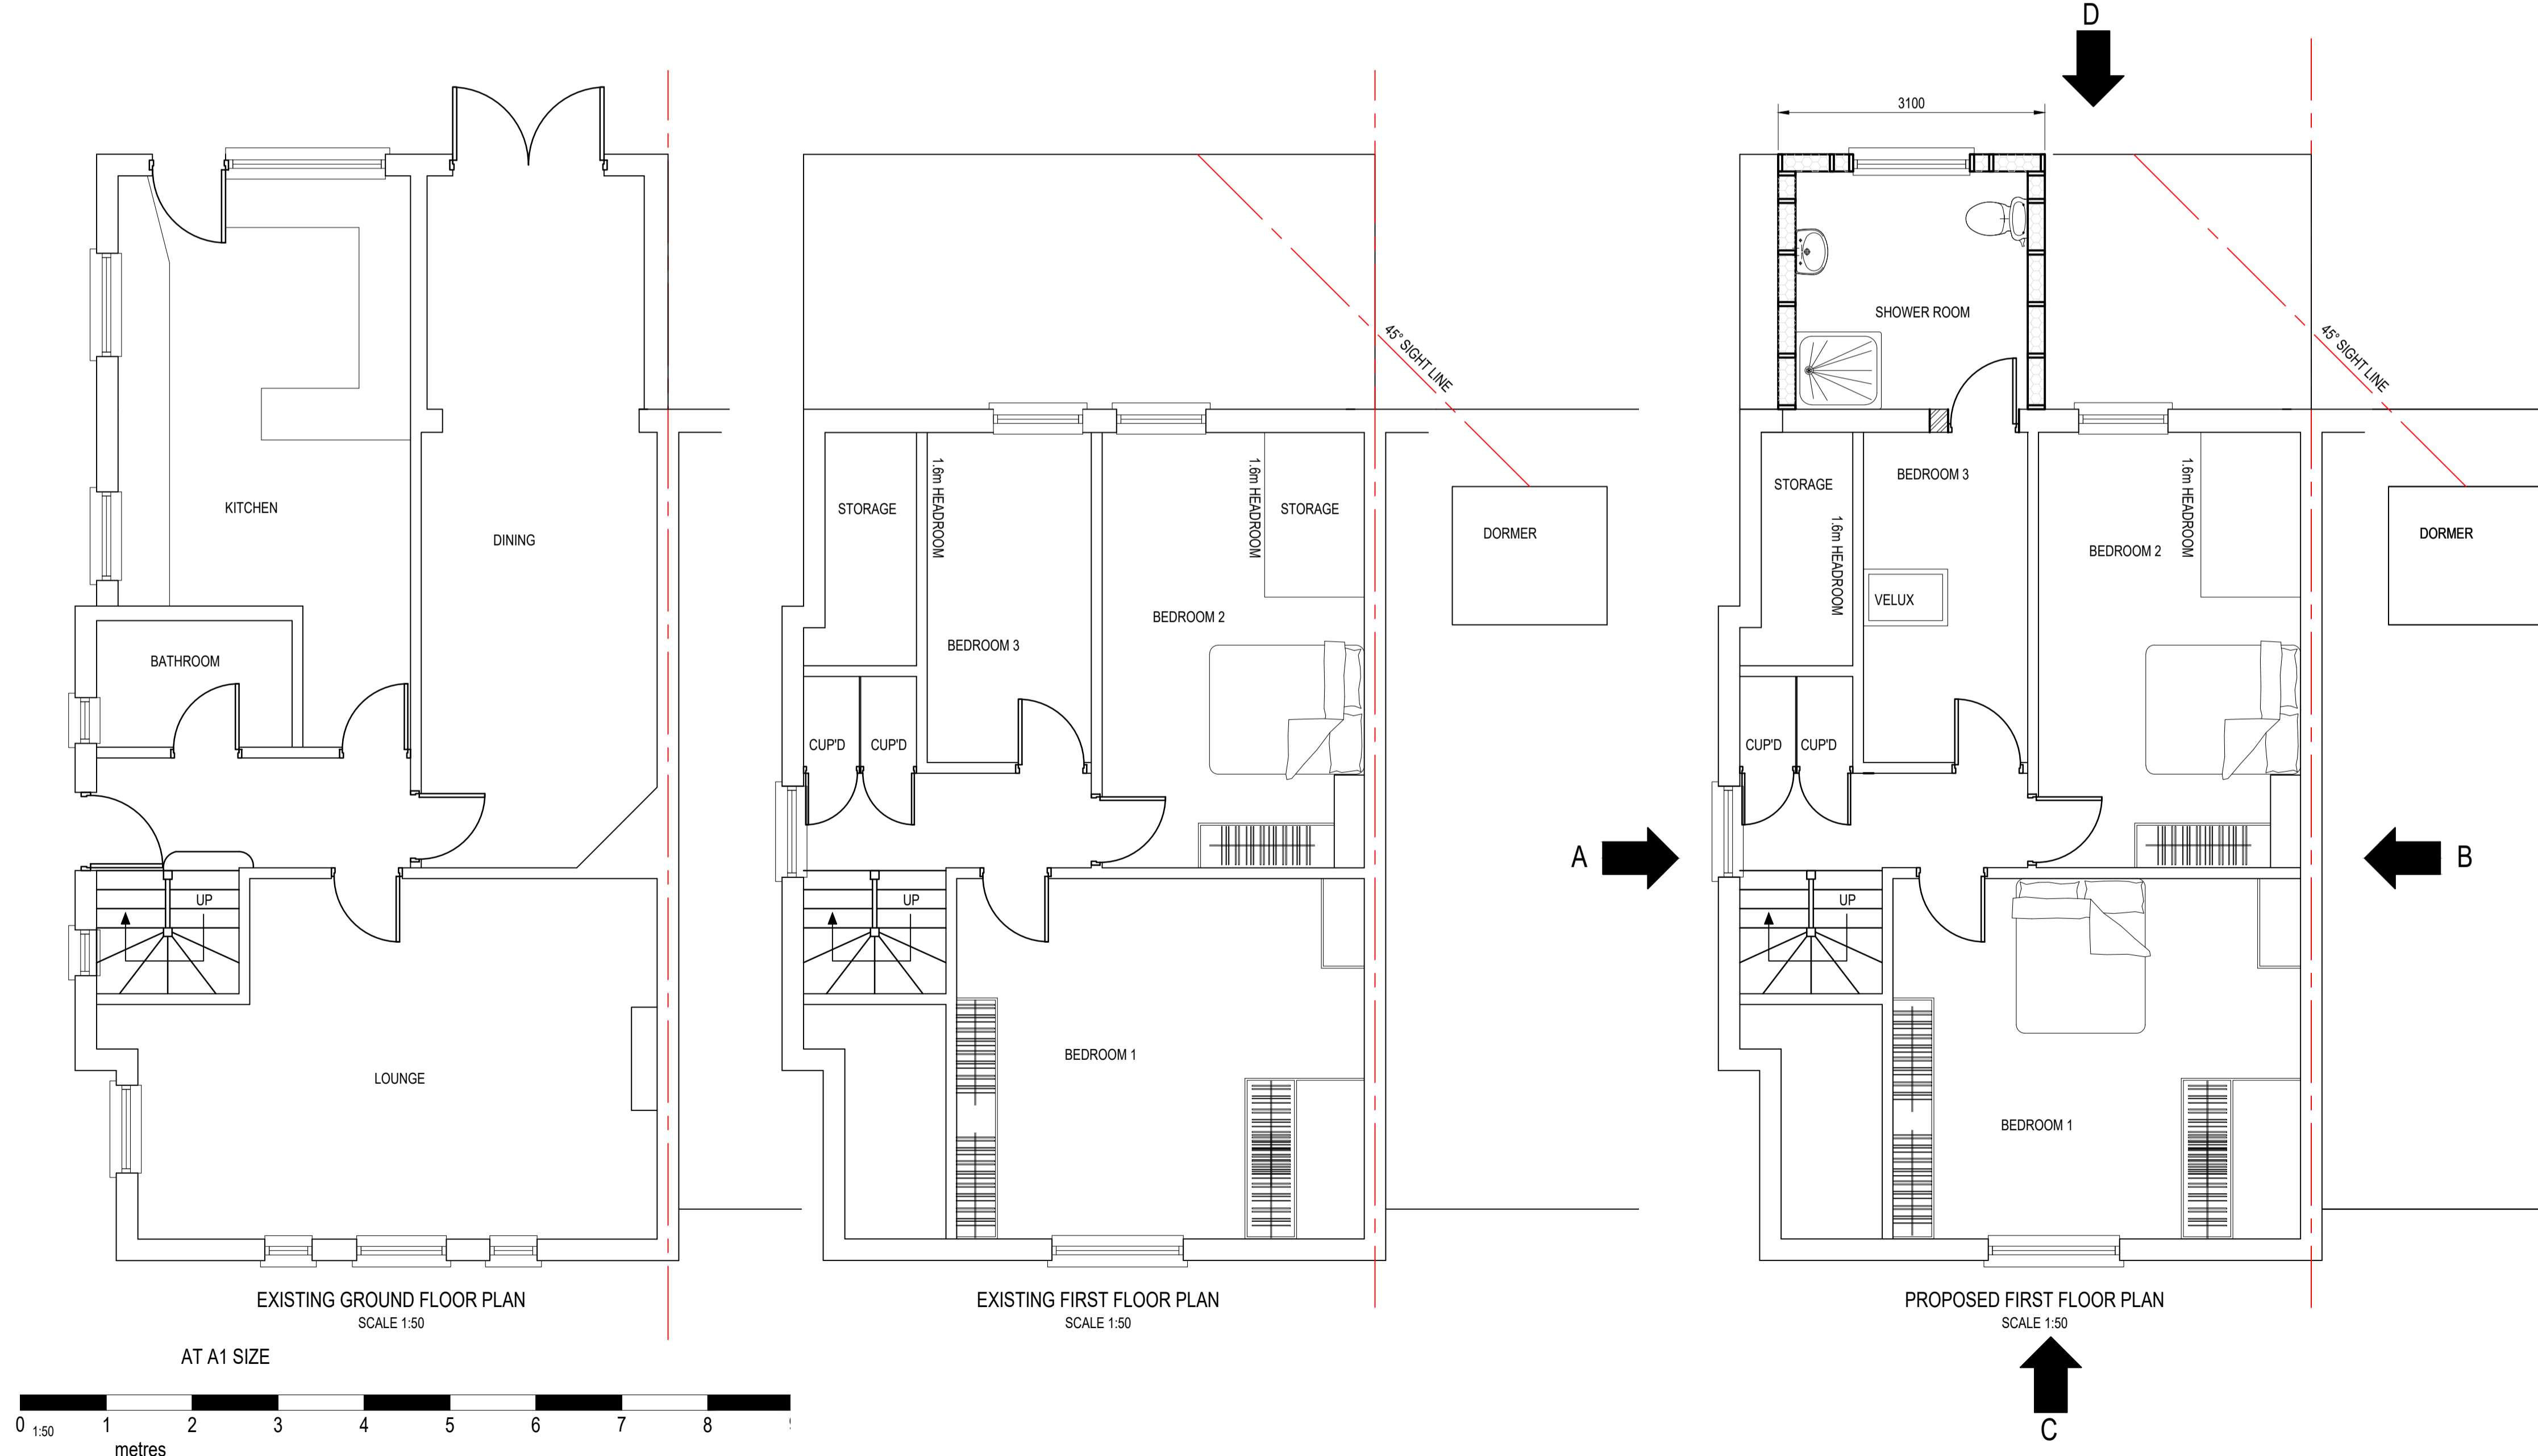 KITCHEN
DINING
BATHROOM
UP
LOUNGE
EXISTING GROUND FLOOR PLAN
SCALE 1:50
AT A1 SIZE
0 1:50 1 2 3 4 5 6 7 8
metres
45° SIGHT LINE
1.6m HEADROOM
1.6m HEADROOM
STORAGE
STORAGE
DORMER
BEDROOM 2
BEDROOM 3
CUP'D
CUP'D
UP
BEDROOM 1
EXISTING FIRST FLOOR PLAN
SCALE 1:50
D
3100
SHOWER ROOM
45° SIGHT LINE
BEDROOM 3
STORAGE
1.6m HEADROOM
1.6m HEADROOM
DORMER
BEDROOM 2
VELUX
CUP'D
CUP'D
A
B
UP
BEDROOM 1
PROPOSED FIRST FLOOR PLAN
SCALE 1:50
C